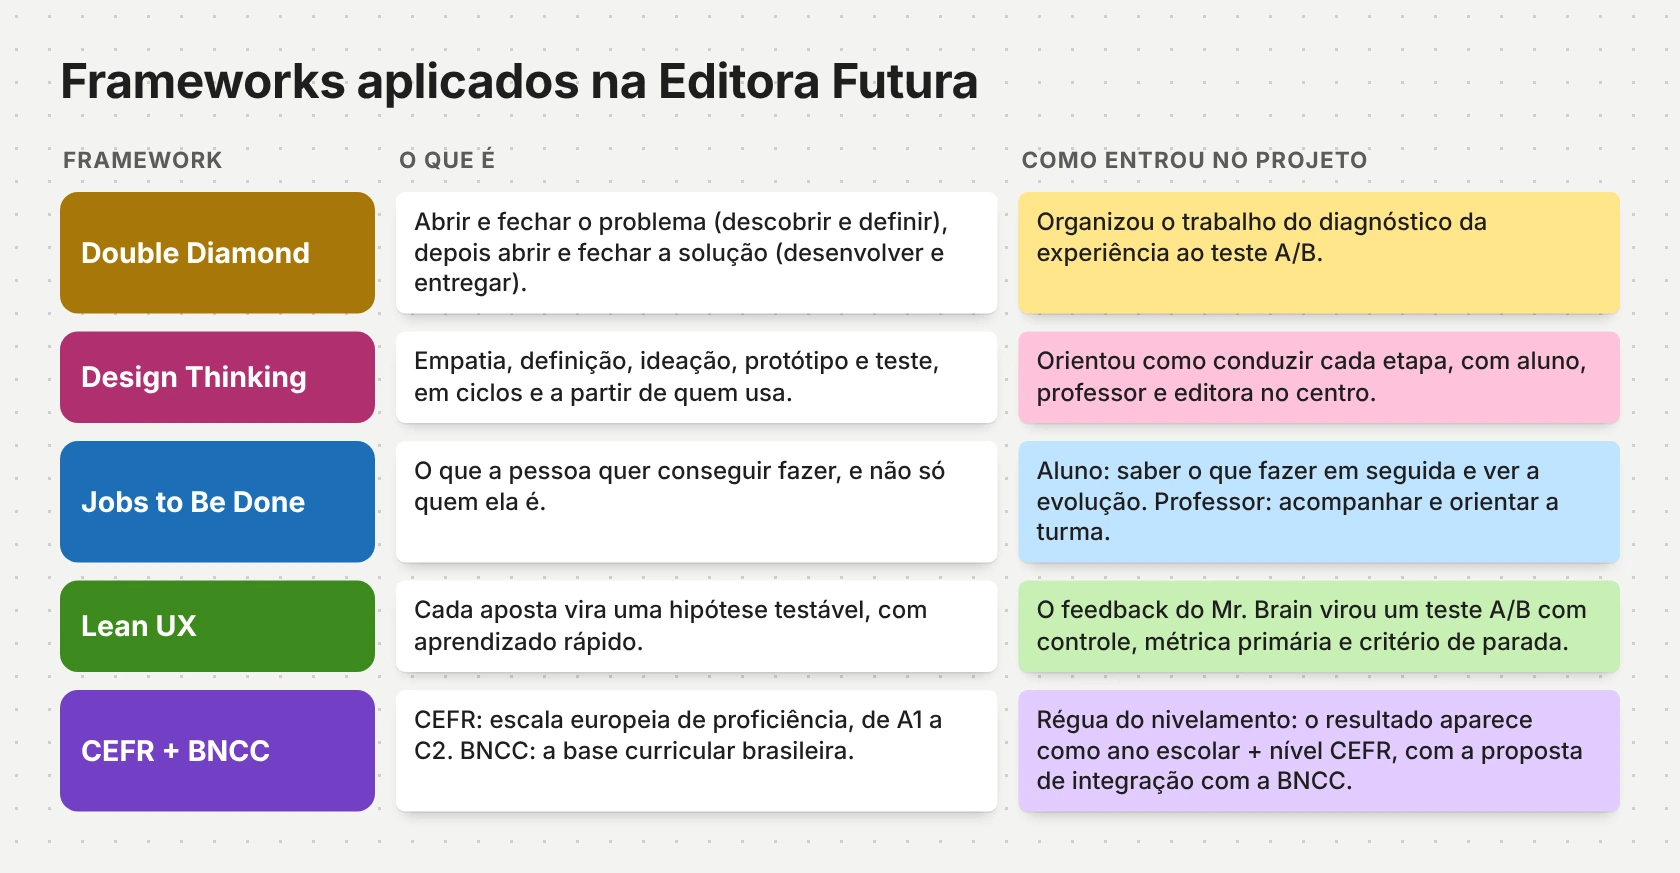 Frameworks aplicados na Editora Futura
FRAMEWORK
O QUE É
COMO ENTROU NO PROJETO
Double Diamond
Abrir e fechar o problema (descobrir e definir),
depois abrir e fechar a solução (desenvolver e
entregar).
Organizou o trabalho do diagnóstico da
experiência ao teste A/B.
Design Thinking
Empatia, definição, ideação, protótipo e teste,
em ciclos e a partir de quem usa.
Orientou como conduzir cada etapa, com aluno,
professor e editora no centro.
Jobs to Be Done
O que a pessoa quer conseguir fazer, e não só
quem ela é.
Aluno: saber o que fazer em seguida e ver a
evolução. Professor: acompanhar e orientar a
turma.
Lean UX
Cada aposta vira uma hipótese testável, com
aprendizado rápido.
O feedback do Mr. Brain virou um teste A/B com
controle, métrica primária e critério de parada.
CEFR + BNCC
CEFR: escala europeia de proficiência, de A1 a
C2. BNCC: a base curricular brasileira.
Régua do nivelamento: o resultado aparece
como ano escolar + nível CEFR, com a proposta
de integração com a BNCC.